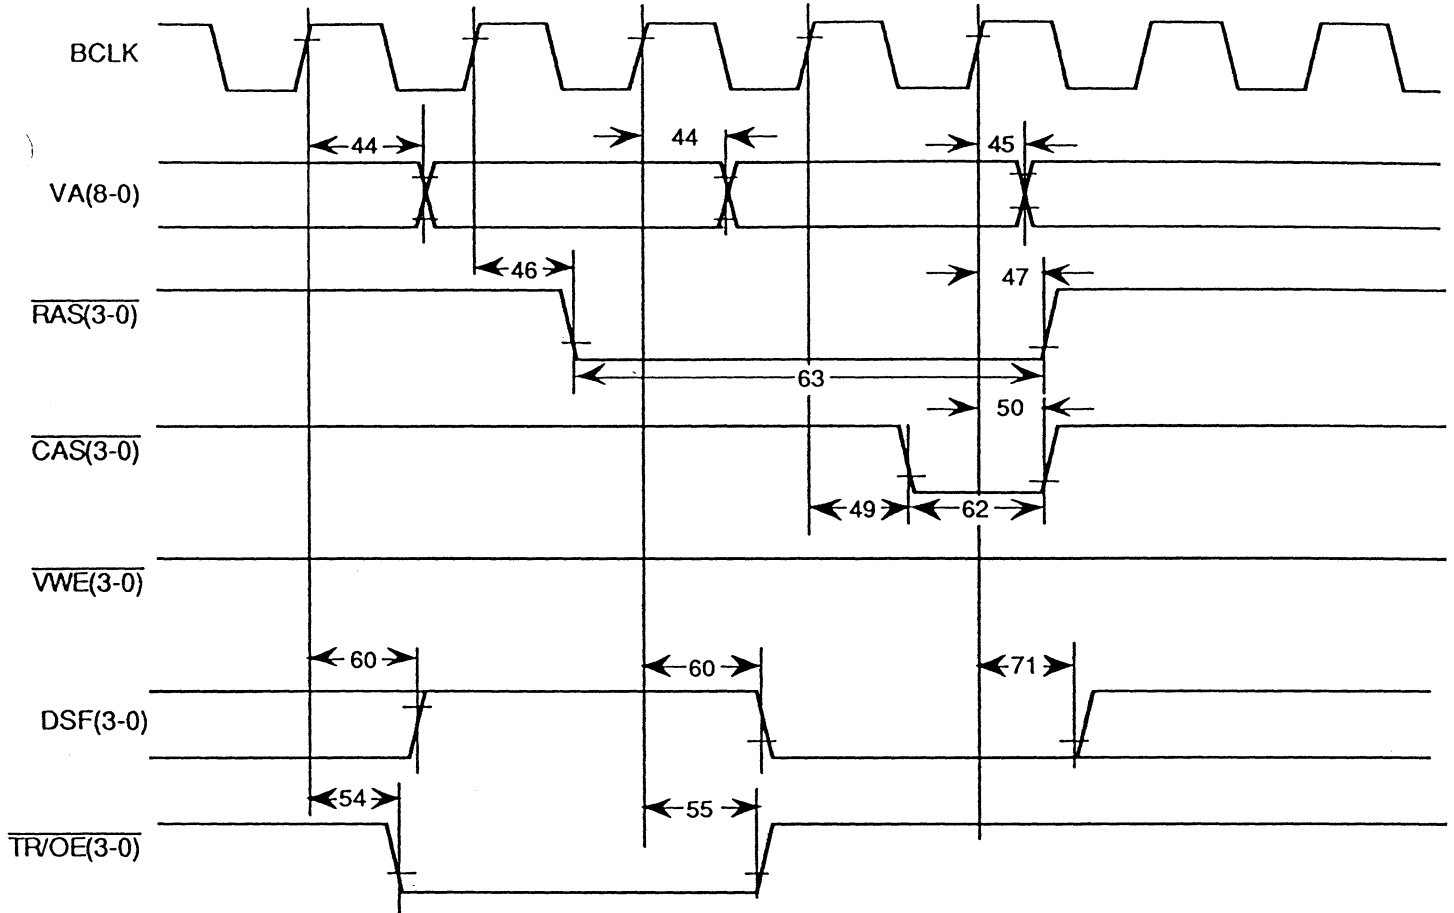 BCLK
44
44
45
VA(8-0)
46
47
RAS(3-0)
63
50
CAS(3-0)
49
62
VWE(3-0)
60
60
71
DSF(3-0)
54
55
TR/OE(3-0)